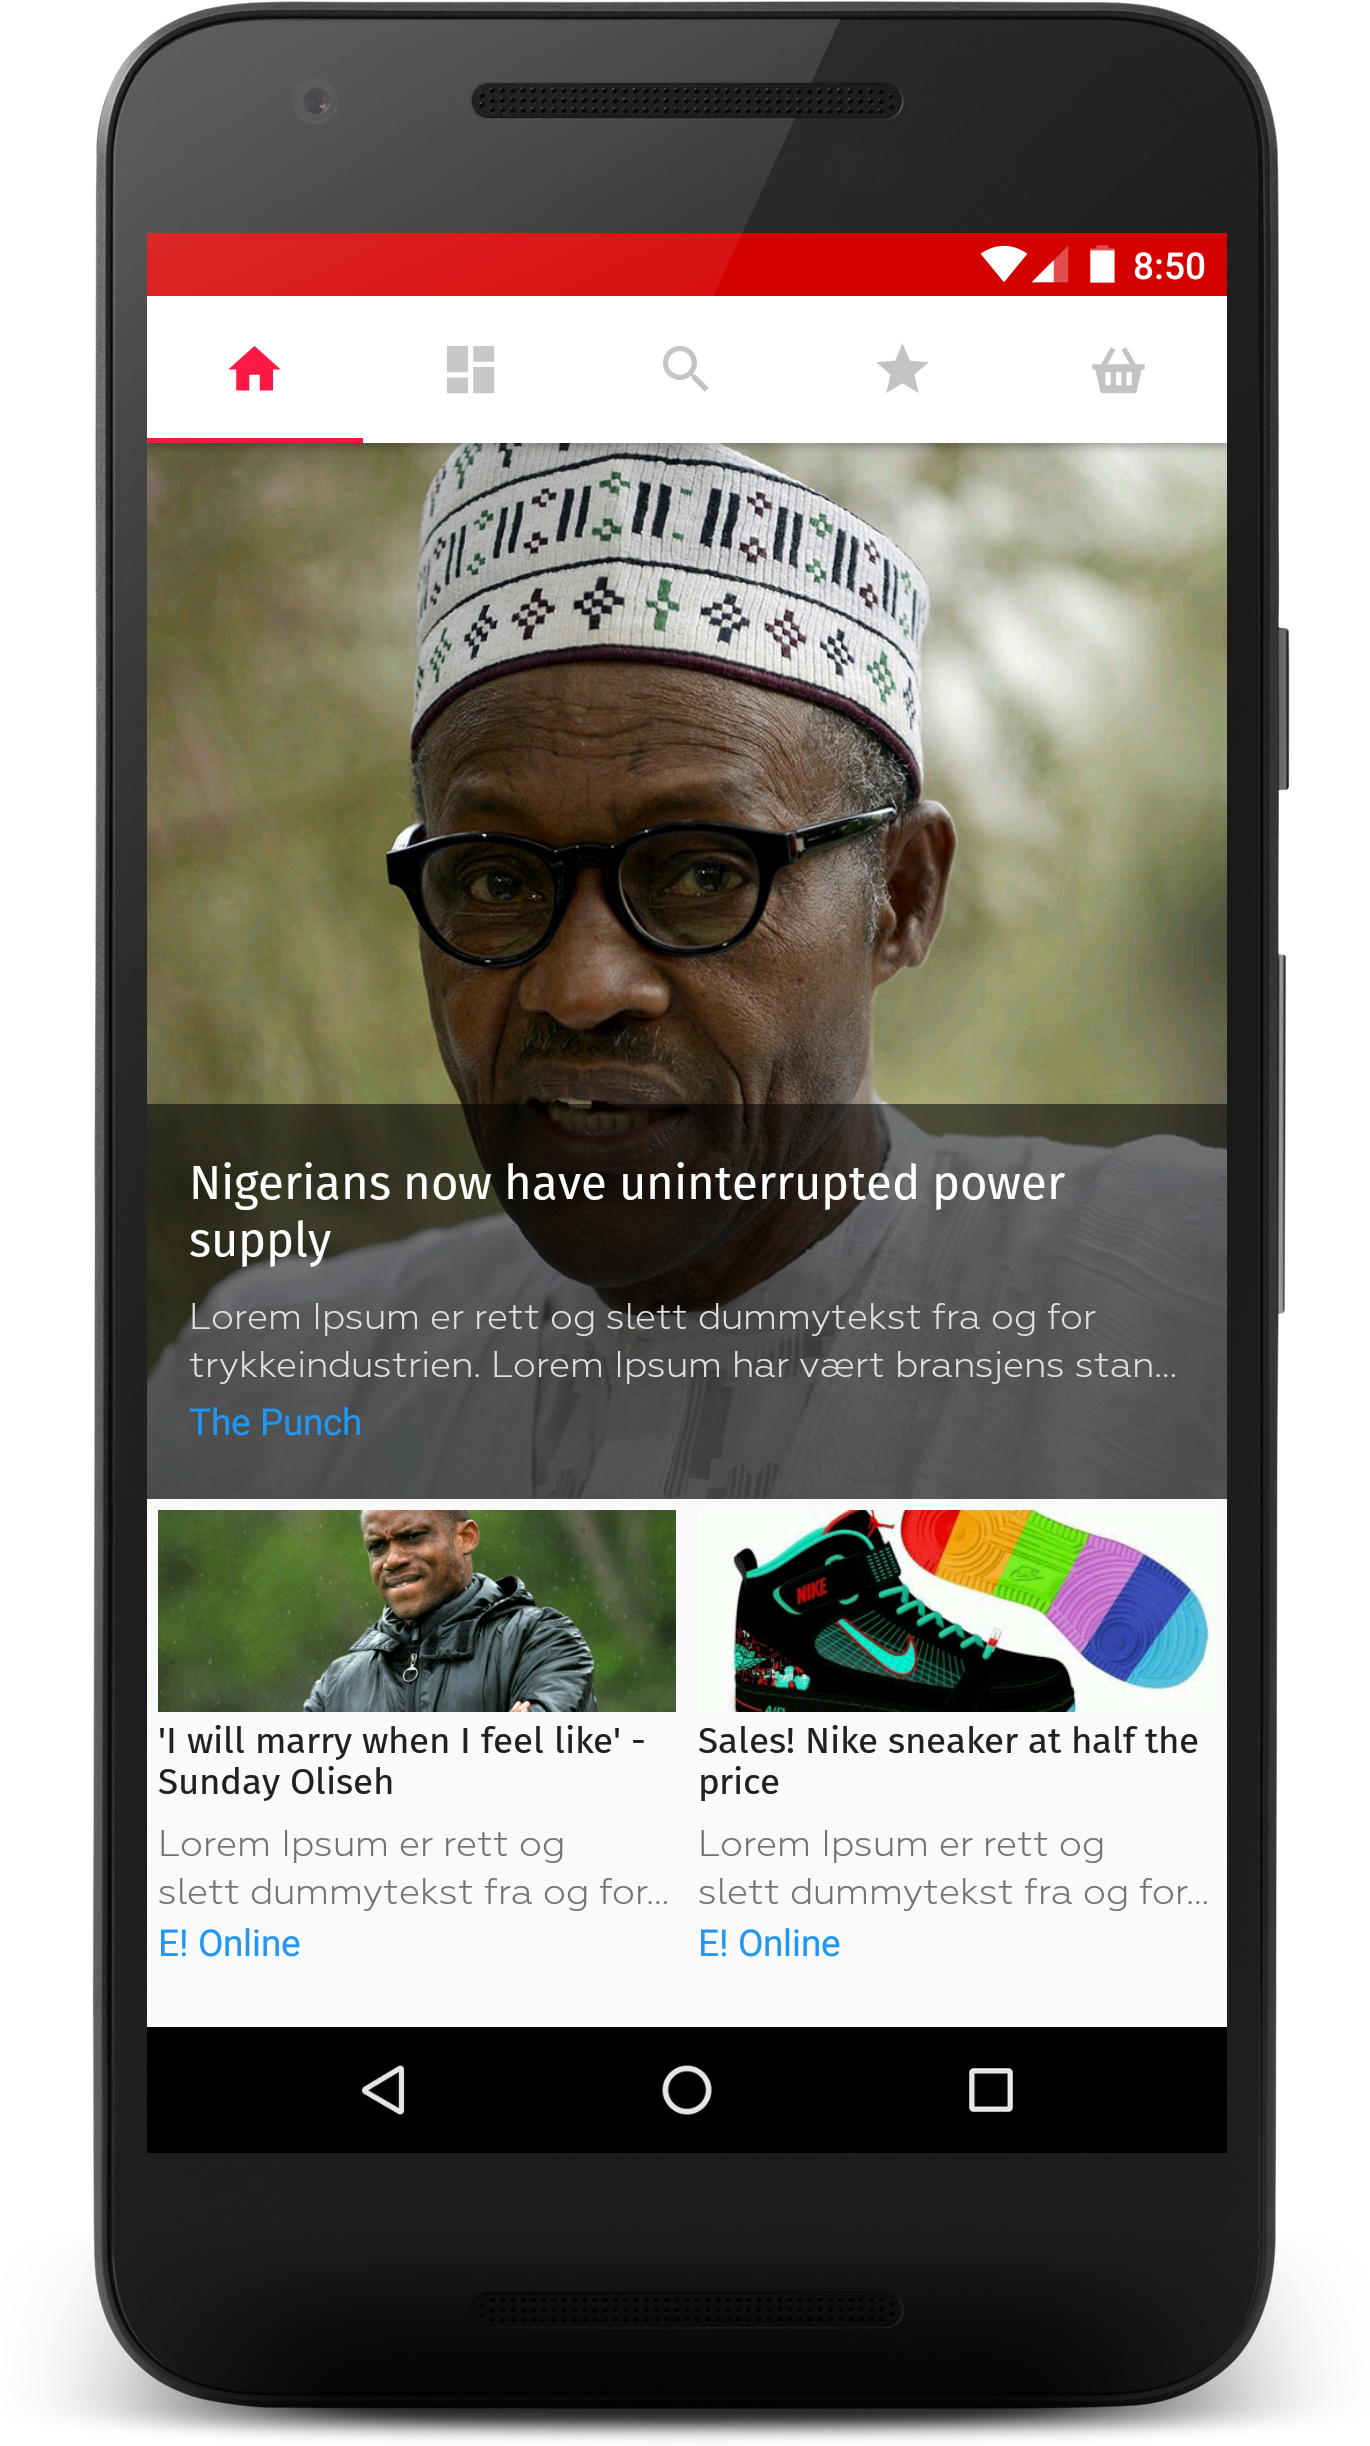 8:50
Nigerians now have uninterrupted power
supply
Lorem Ipsum er rett og slett dummytekst fra og for
trykkeindustrien. Lorem Ipsum har vært bransjens stan...
The Punch
NIKE
AIR
'I will marry when I feel like' -
Sunday Oliseh
Lorem Ipsum er rett og
slett dummytekst fra og for...
E! Online
Sales! Nike sneaker at half the
price
Lorem Ipsum er rett og
slett dummytekst fra og for...
E! Online